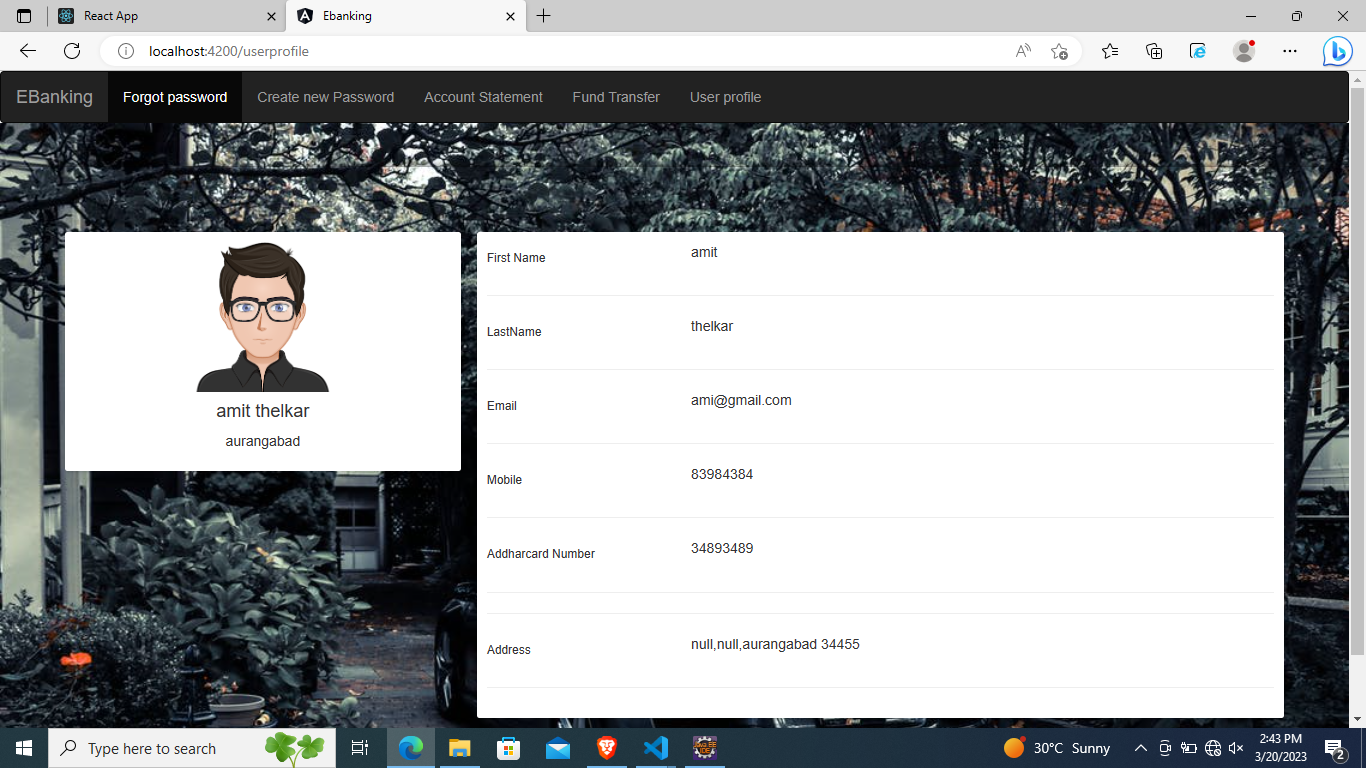 React App
Ebanking
localhost:4200/userprofile
EBanking Forgot password Create new Password Account Statement Fund Transfer User profile
amit thelkar
aurangabad
First Name amit
LastName thelkar
Email ami@gmail.com
Mobile 83984384
Addharcard Number 34893489
Address null,null,aurangabad 34455
Type here to search
30°C Sunny
2:43 PM
3/20/2023
2